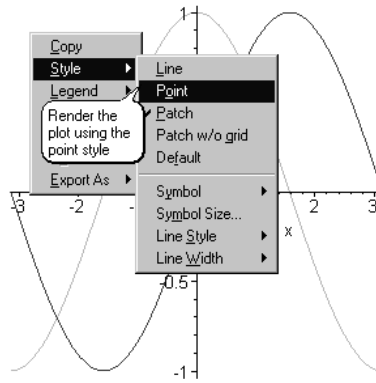 1
Copy
Style
Legend
Render the
plot using the
point style
Export As
Line
Point
Patch
Patch w/o grid
Default
Symbol
Symbol Size...
Line Style
Line Width
-3
-2
2
3
x
-0.5
-1